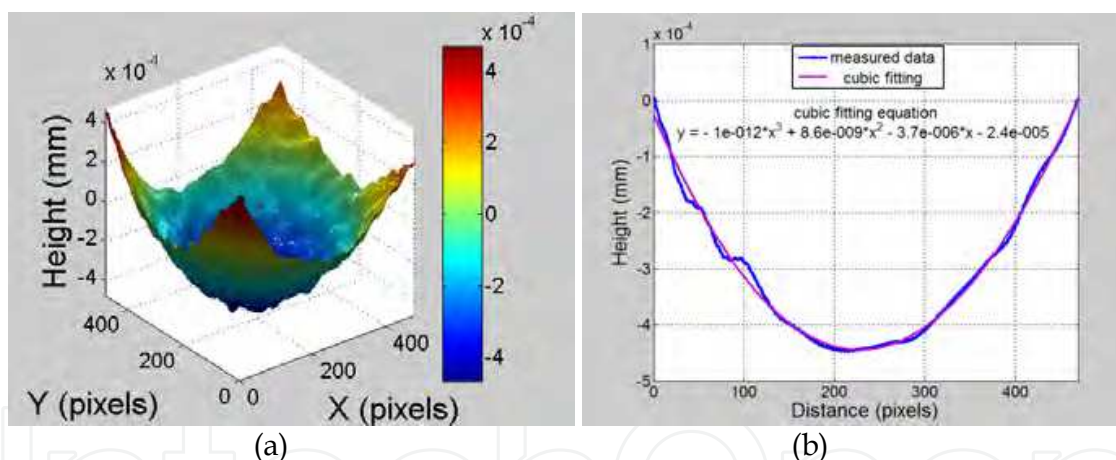 x 10⁻⁴
x 10⁻⁴
4
2
0
-2
-4
Height (mm)
400
200
0
Y (pixels)
0
200
400
X (pixels)
4
2
0
-2
-4
(a)
x 10⁻⁴
1
0
-1
-2
-3
-4
-5
Height (mm)
measured data
cubic fitting
cubic fitting equation
y = - 1e-012*x³ + 8.6e-009*x² - 3.7e-006*x - 2.4e-005
0
100
200
300
400
Distance (pixels)
(b)